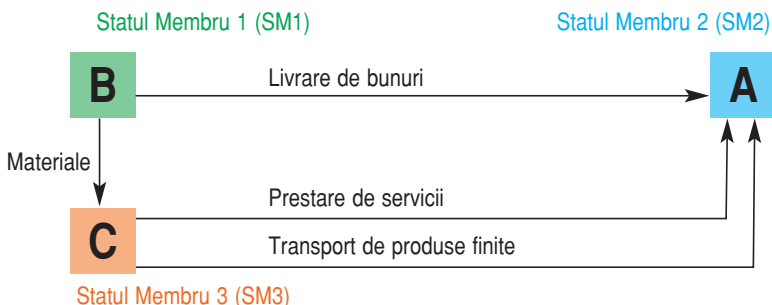 Statul Membru 1 (SM1)
Statul Membru 2 (SM2)
B
Livrare de bunuri
A
Materiale
Prestare de servicii
C
Transport de produse finite
Statul Membru 3 (SM3)